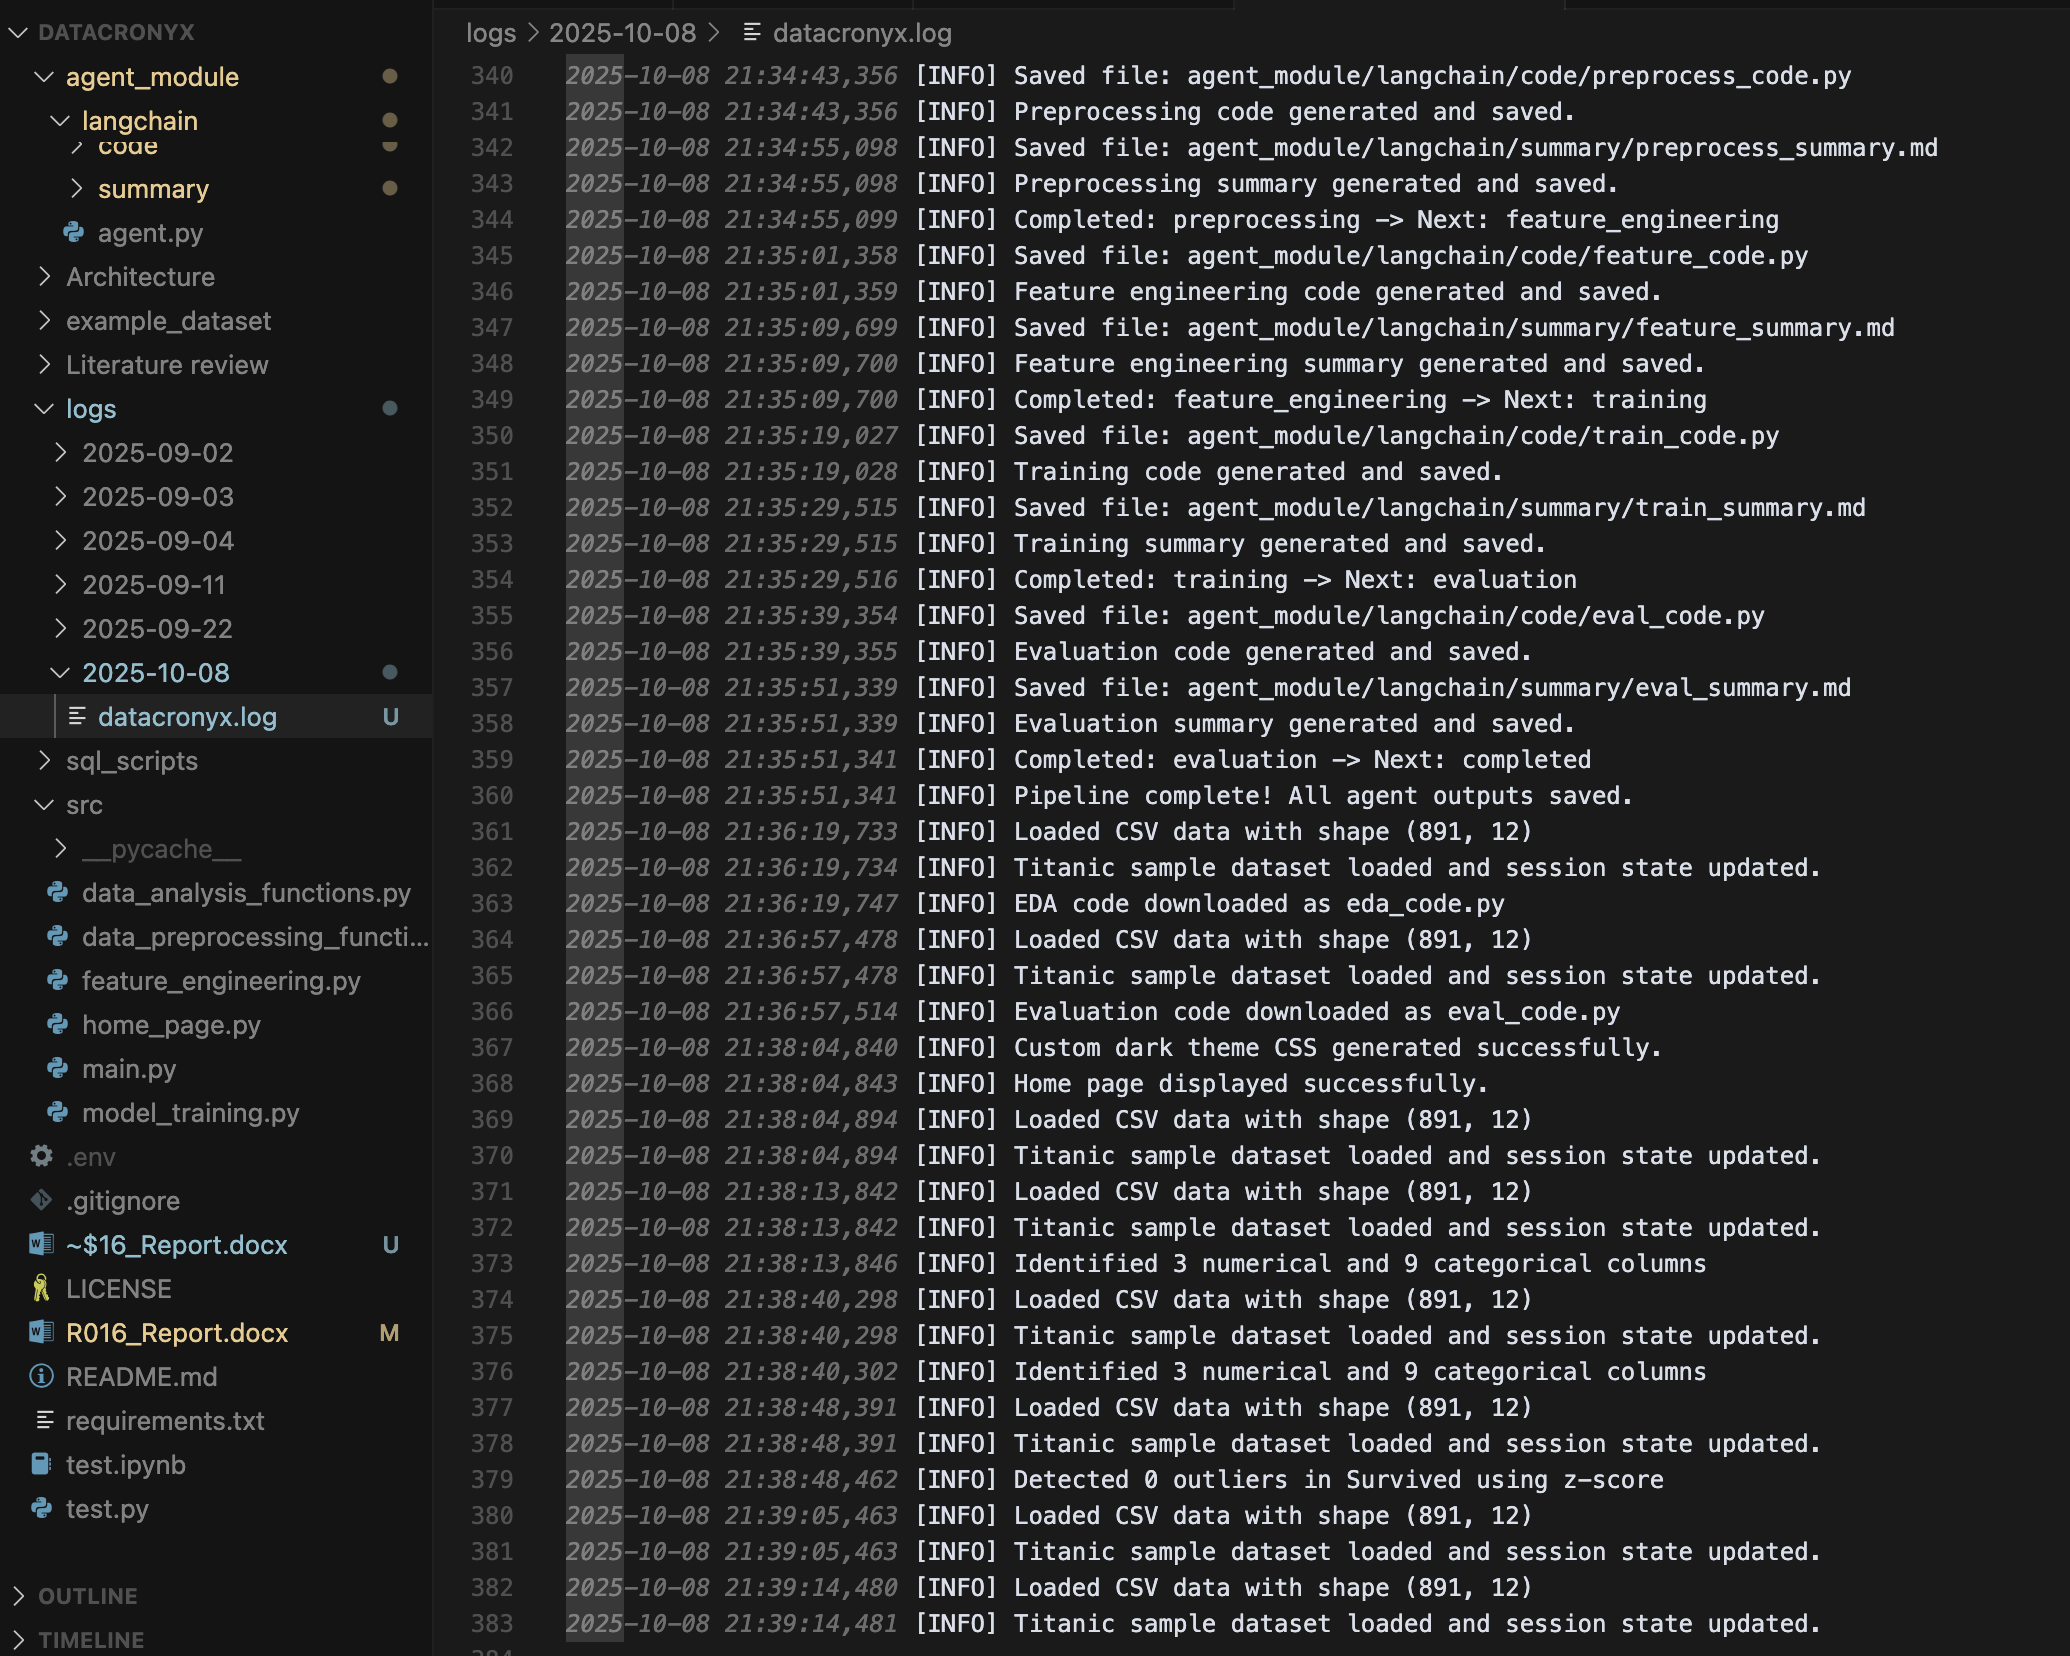 DATACRONYX
agent_module
langchain
code
summary
agent.py
Architecture
example_dataset
Literature review
logs
2025-09-02
2025-09-03
2025-09-04
2025-09-11
2025-09-22
2025-10-08
datacronyx.log U
sql_scripts
src
__pycache__
data_analysis_functions.py
data_preprocessing_functi...
feature_engineering.py
home_page.py
main.py
model_training.py
.env
.gitignore
~$16_Report.docx U
LICENSE
R016_Report.docx M
README.md
requirements.txt
test.ipynb
test.py
OUTLINE
TIMELINE
logs > 2025-10-08 > datacronyx.log
340 2025-10-08 21:34:43,356 [INFO] Saved file: agent_module/langchain/code/preprocess_code.py
341 2025-10-08 21:34:43,356 [INFO] Preprocessing code generated and saved.
342 2025-10-08 21:34:55,098 [INFO] Saved file: agent_module/langchain/summary/preprocess_summary.md
343 2025-10-08 21:34:55,098 [INFO] Preprocessing summary generated and saved.
344 2025-10-08 21:34:55,099 [INFO] Completed: preprocessing -> Next: feature_engineering
345 2025-10-08 21:35:01,358 [INFO] Saved file: agent_module/langchain/code/feature_code.py
346 2025-10-08 21:35:01,359 [INFO] Feature engineering code generated and saved.
347 2025-10-08 21:35:09,699 [INFO] Saved file: agent_module/langchain/summary/feature_summary.md
348 2025-10-08 21:35:09,700 [INFO] Feature engineering summary generated and saved.
349 2025-10-08 21:35:09,700 [INFO] Completed: feature_engineering -> Next: training
350 2025-10-08 21:35:19,027 [INFO] Saved file: agent_module/langchain/code/train_code.py
351 2025-10-08 21:35:19,028 [INFO] Training code generated and saved.
352 2025-10-08 21:35:29,515 [INFO] Saved file: agent_module/langchain/summary/train_summary.md
353 2025-10-08 21:35:29,515 [INFO] Training summary generated and saved.
354 2025-10-08 21:35:29,516 [INFO] Completed: training -> Next: evaluation
355 2025-10-08 21:35:39,354 [INFO] Saved file: agent_module/langchain/code/eval_code.py
356 2025-10-08 21:35:39,355 [INFO] Evaluation code generated and saved.
357 2025-10-08 21:35:51,339 [INFO] Saved file: agent_module/langchain/summary/eval_summary.md
358 2025-10-08 21:35:51,339 [INFO] Evaluation summary generated and saved.
359 2025-10-08 21:35:51,341 [INFO] Completed: evaluation -> Next: completed
360 2025-10-08 21:35:51,341 [INFO] Pipeline complete! All agent outputs saved.
361 2025-10-08 21:36:19,733 [INFO] Loaded CSV data with shape (891, 12)
362 2025-10-08 21:36:19,734 [INFO] Titanic sample dataset loaded and session state updated.
363 2025-10-08 21:36:19,747 [INFO] EDA code downloaded as eda_code.py
364 2025-10-08 21:36:57,478 [INFO] Loaded CSV data with shape (891, 12)
365 2025-10-08 21:36:57,478 [INFO] Titanic sample dataset loaded and session state updated.
366 2025-10-08 21:36:57,514 [INFO] Evaluation code downloaded as eval_code.py
367 2025-10-08 21:38:04,840 [INFO] Custom dark theme CSS generated successfully.
368 2025-10-08 21:38:04,843 [INFO] Home page displayed successfully.
369 2025-10-08 21:38:04,894 [INFO] Loaded CSV data with shape (891, 12)
370 2025-10-08 21:38:04,894 [INFO] Titanic sample dataset loaded and session state updated.
371 2025-10-08 21:38:13,842 [INFO] Loaded CSV data with shape (891, 12)
372 2025-10-08 21:38:13,842 [INFO] Titanic sample dataset loaded and session state updated.
373 2025-10-08 21:38:13,846 [INFO] Identified 3 numerical and 9 categorical columns
374 2025-10-08 21:38:40,298 [INFO] Loaded CSV data with shape (891, 12)
375 2025-10-08 21:38:40,298 [INFO] Titanic sample dataset loaded and session state updated.
376 2025-10-08 21:38:40,302 [INFO] Identified 3 numerical and 9 categorical columns
377 2025-10-08 21:38:48,391 [INFO] Loaded CSV data with shape (891, 12)
378 2025-10-08 21:38:48,391 [INFO] Titanic sample dataset loaded and session state updated.
379 2025-10-08 21:38:48,462 [INFO] Detected 0 outliers in Survived using z-score
380 2025-10-08 21:39:05,463 [INFO] Loaded CSV data with shape (891, 12)
381 2025-10-08 21:39:05,463 [INFO] Titanic sample dataset loaded and session state updated.
382 2025-10-08 21:39:14,480 [INFO] Loaded CSV data with shape (891, 12)
383 2025-10-08 21:39:14,481 [INFO] Titanic sample dataset loaded and session state updated.